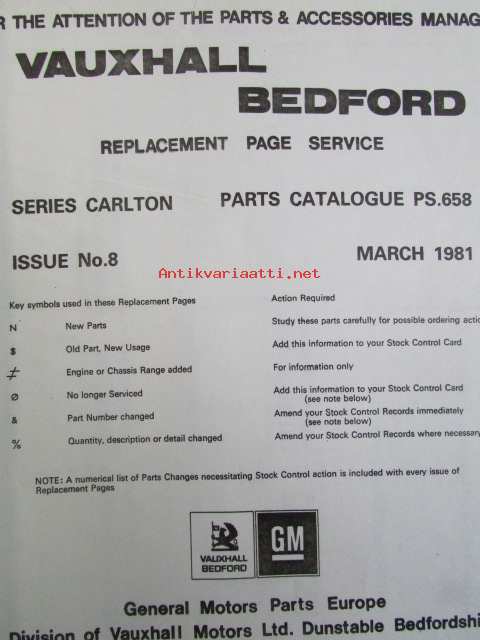 R THE ATTENTION OF THE PARTS & ACCESSORIES MANAG
VAUXHALL
BEDFORD
REPLACEMENT PAGE SERVICE
SERIES CARLTON PARTS CATALOGUE PS.658
ISSUE No.8 MARCH 1981
Antikvariaatti.net
Key symbols used in these Replacement Pages Action Required
N New Parts Study these parts carefully for possible ordering actio
$ Old Part, New Usage Add this information to your Stock Control Card
≠ Engine or Chassis Range added For information only
Ø No longer Serviced Add this information to your Stock Control Card
(see note below)
& Part Number changed Amend your Stock Control Records immediately
(see note below)
% Quantity, description or detail changed Amend your Stock Control Records where necessary
NOTE: A numerical list of Parts Changes necessitating Stock Control action is included with every issue of
Replacement Pages
VAUXHALL
BEDFORD
GM
General Motors Parts Europe
Division of Vauxhall Motors Ltd. Dunstable Bedfordshi